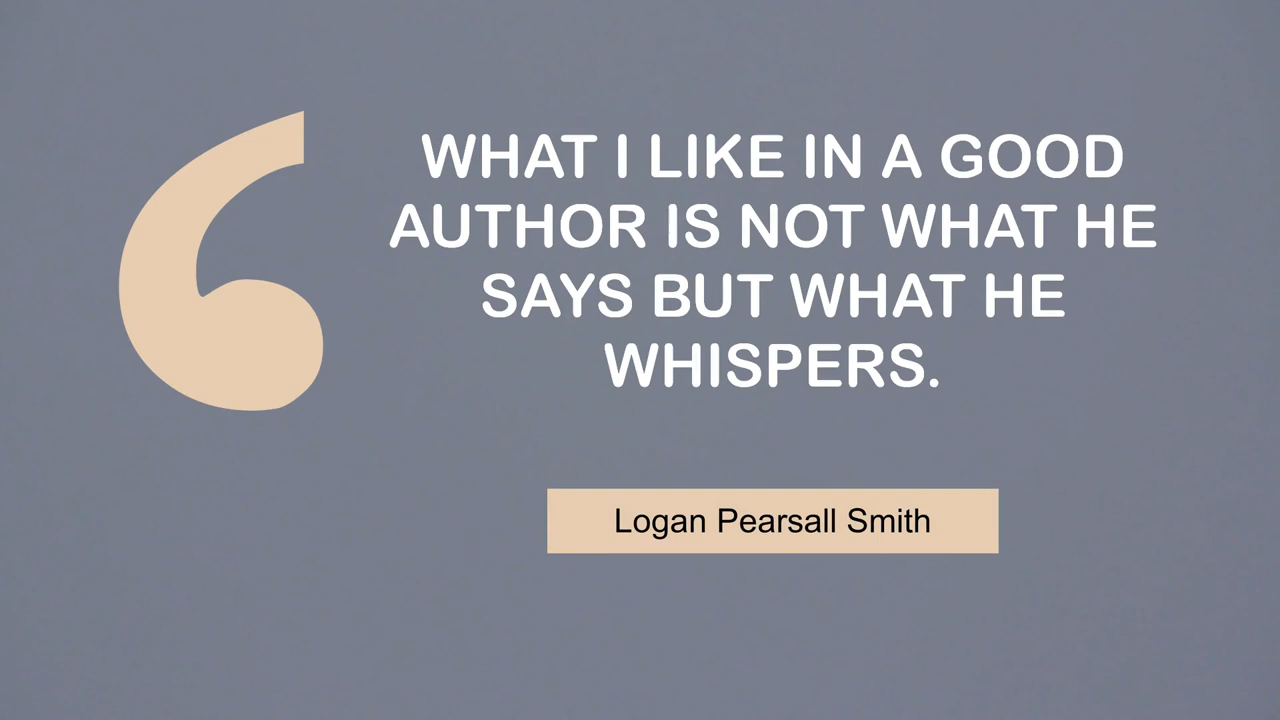 WHAT I LIKE IN A GOOD
AUTHOR IS NOT WHAT HE
SAYS BUT WHAT HE
WHISPERS.
Logan Pearsall Smith